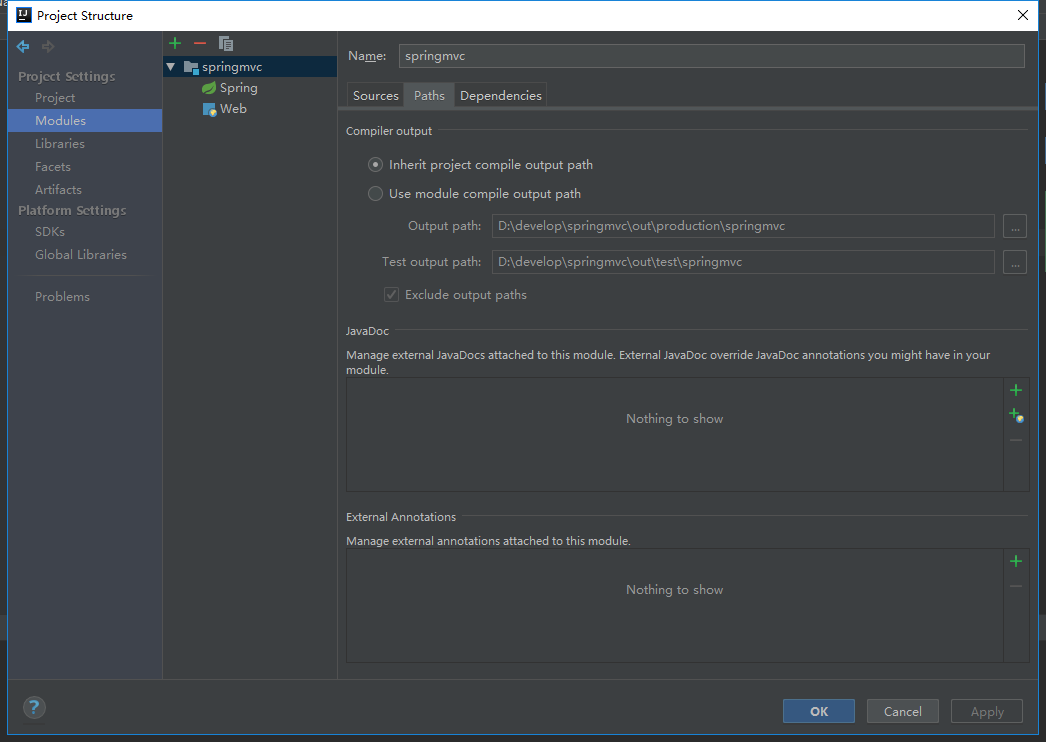 Project Structure
Project Settings
Project
Modules
Libraries
Facets
Artifacts
Platform Settings
SDKs
Global Libraries
Problems
springmvc
Spring
Web
Name: springmvc
Sources Paths Dependencies
Compiler output
Inherit project compile output path
Use module compile output path
Output path: D:\develop\springmvc\out\production\springmvc ...
Test output path: D:\develop\springmvc\out\test\springmvc ...
Exclude output paths
JavaDoc
Manage external JavaDocs attached to this module. External JavaDoc override JavaDoc annotations you might have in your
module.
Nothing to show
External Annotations
Manage external annotations attached to this module.
Nothing to show
? OK Cancel Apply